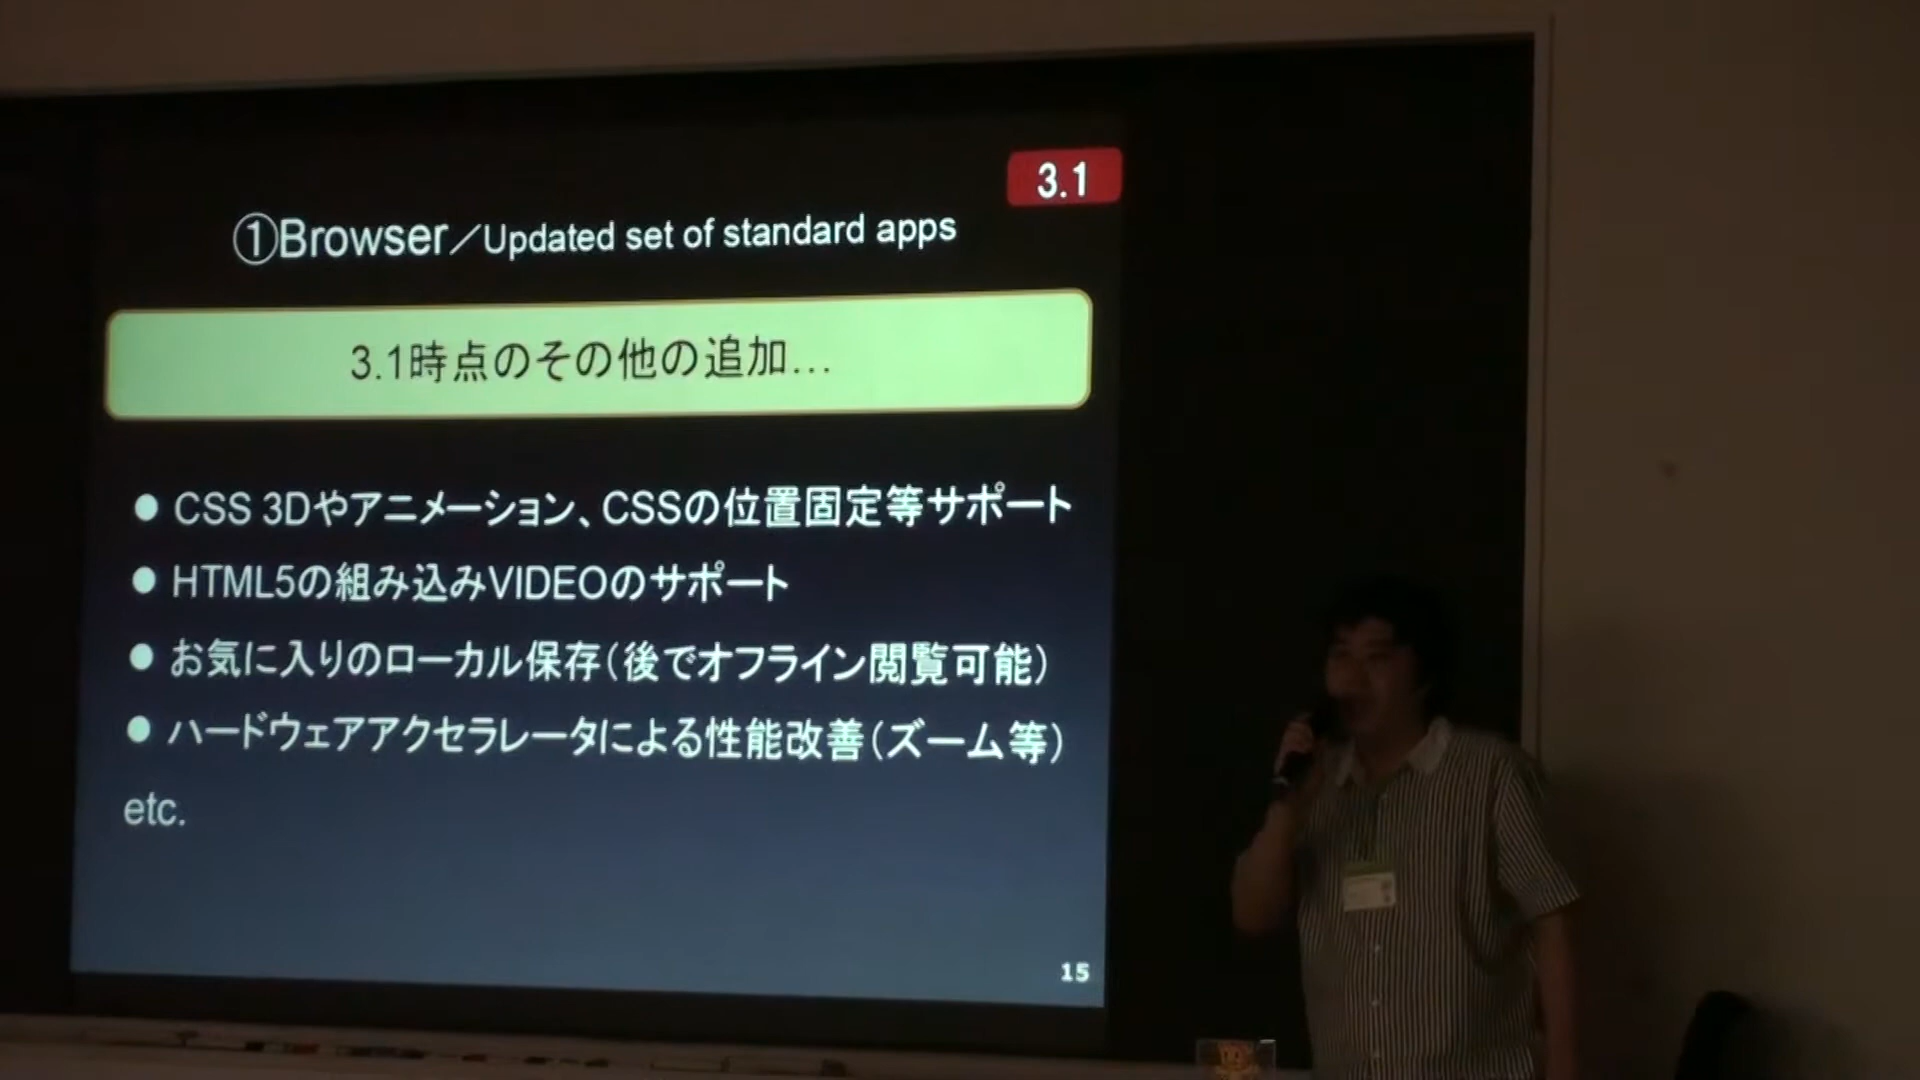 3.1
①Browser／Updated set of standard apps
3.1時点のその他の追加…
● CSS 3Dやアニメーション、CSSの位置固定等サポート
● HTML5の組み込みVIDEOのサポート
● お気に入りのローカル保存（後でオフライン閲覧可能）
● ハードウェアアクセラレータによる性能改善（ズーム等）
etc.
15